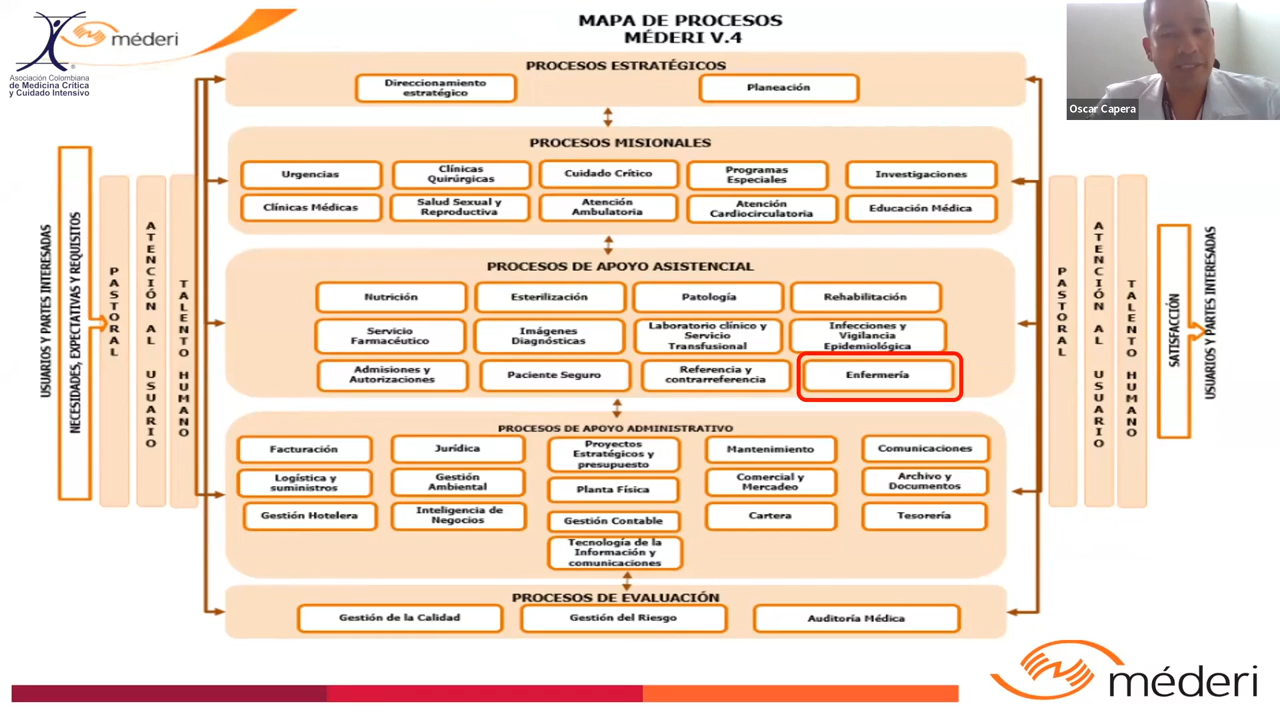 MAPA DE PROCESOS
MÉDERI V.4
méderi
Asociación Colombiana
de Medicina Crítica
y Cuidado Intensivo
Oscar Capera
PROCESOS ESTRATÉGICOS
Direccionamiento
estratégico
Planeación
PROCESOS MISIONALES
Urgencias
Clínicas
Quirúrgicas
Cuidado Crítico
Programas
Especiales
Investigaciones
Clínicas Médicas
Salud Sexual y
Reproductiva
Atención
Ambulatoria
Atención
Cardiocirculatoria
Educación Médica
PROCESOS DE APOYO ASISTENCIAL
Nutrición
Esterilización
Patología
Rehabilitación
Servicio
Farmacéutico
Imágenes
Diagnósticas
Laboratorio clínico y
Servicio
Transfusional
Infecciones y
Vigilancia
Epidemiológica
Admisiones y
Autorizaciones
Paciente Seguro
Referencia y
contrarreferencia
Enfermería
PROCESOS DE APOYO ADMINISTRATIVO
Facturación
Jurídica
Proyectos
Estratégicos y
presupuesto
Mantenimiento
Comunicaciones
Logística y
suministros
Gestión
Ambiental
Planta Física
Comercial y
Mercadeo
Archivo y
Documentos
Gestión Hotelera
Inteligencia de
Negocios
Gestión Contable
Cartera
Tesorería
Tecnología de la
Información y
comunicaciones
PROCESOS DE EVALUACIÓN
Gestión de la Calidad
Gestión del Riesgo
Auditoría Médica
USUARIOS Y PARTES INTERESADAS
NECESIDADES, EXPECTATIVAS Y REQUISITOS
PASTORAL
ATENCIÓN AL USUARIO
TALENTO HUMANO
PASTORAL
ATENCIÓN AL USUARIO
TALENTO HUMANO
SATISFACCIÓN
USUARIOS Y PARTES INTERESADAS
méderi